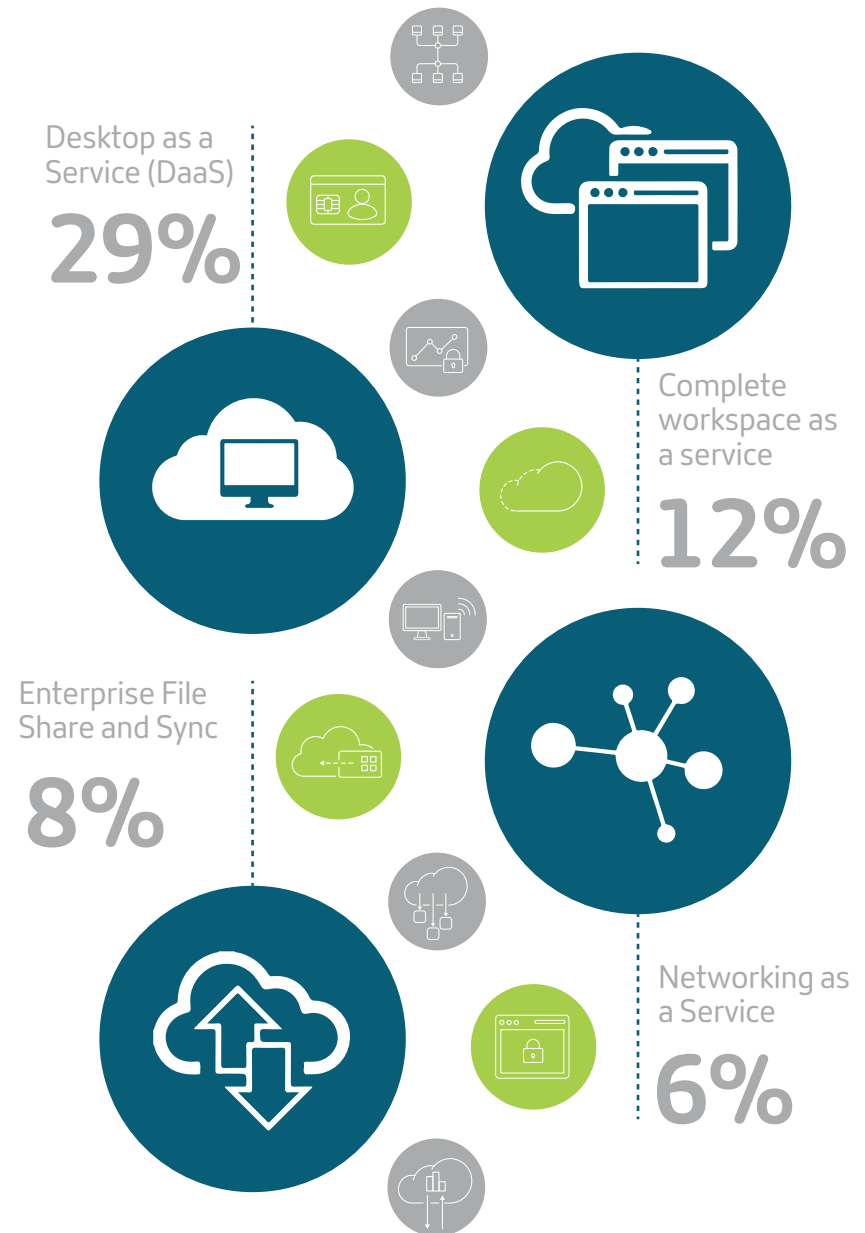 Desktop as a
Service (DaaS)
29%
Complete
workspace as
a service
12%
Enterprise File
Share and Sync
8%
Networking as
a Service
6%